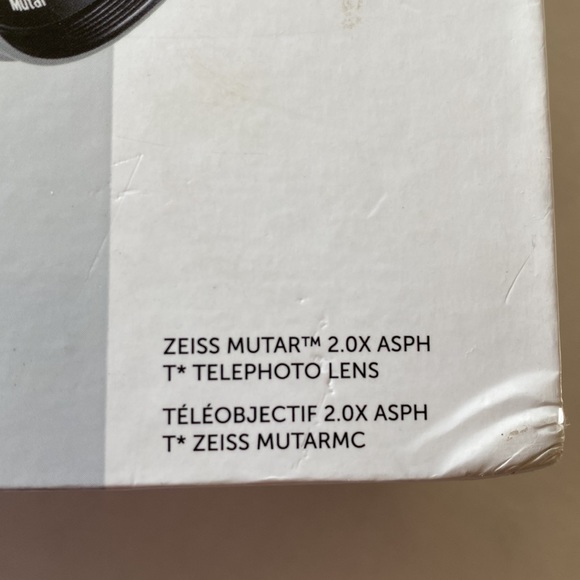 Mutar
ZEISS MUTAR™ 2.0X ASPH
T* TELEPHOTO LENS
TÉLÉOBJECTIF 2.0X ASPH
T* ZEISS MUTARMC